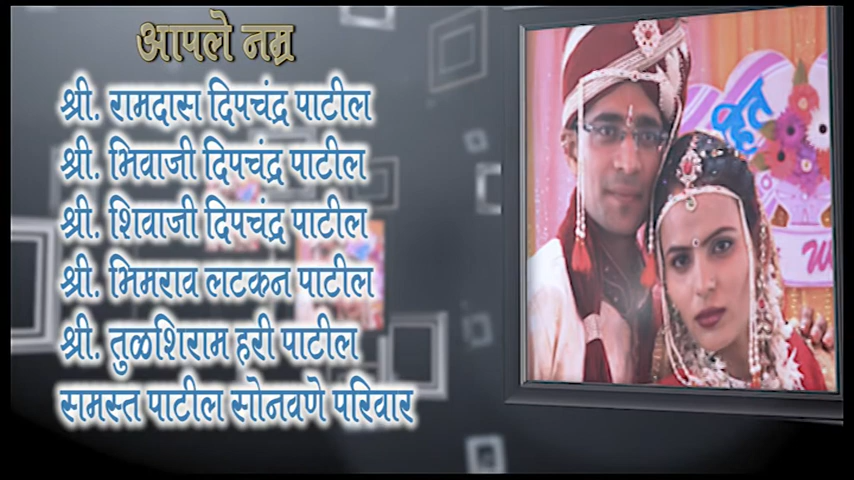 आपले नम्र
श्री. रामदास दिपचंद्र पाटील
श्री. भिवाजी दिपचंद्र पाटील
श्री. शिवाजी दिपचंद्र पाटील
श्री. भिमराव लटकन पाटील
श्री. तुळशिराम हरी पाटील
समस्त पाटील सोनवणे परिवार